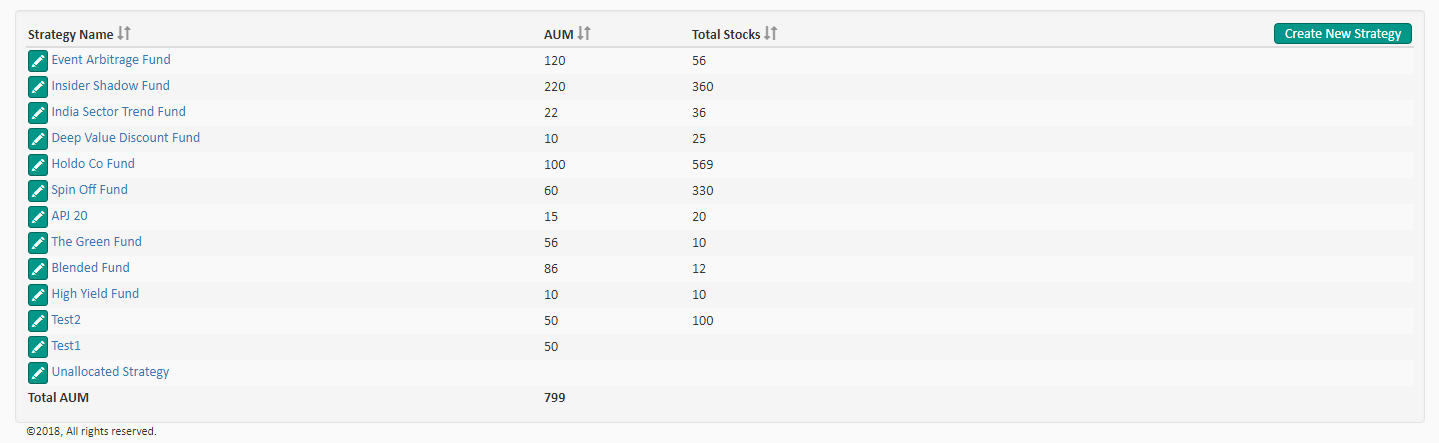 Strategy Name AUM Total Stocks Create New Strategy
Event Arbitrage Fund 120 56
Insider Shadow Fund 220 360
India Sector Trend Fund 22 36
Deep Value Discount Fund 10 25
Holdo Co Fund 100 569
Spin Off Fund 60 330
APJ 20 15 20
The Green Fund 56 10
Blended Fund 86 12
High Yield Fund 10 10
Test2 50 100
Test1 50
Unallocated Strategy
Total AUM 799
©2018, All rights reserved.